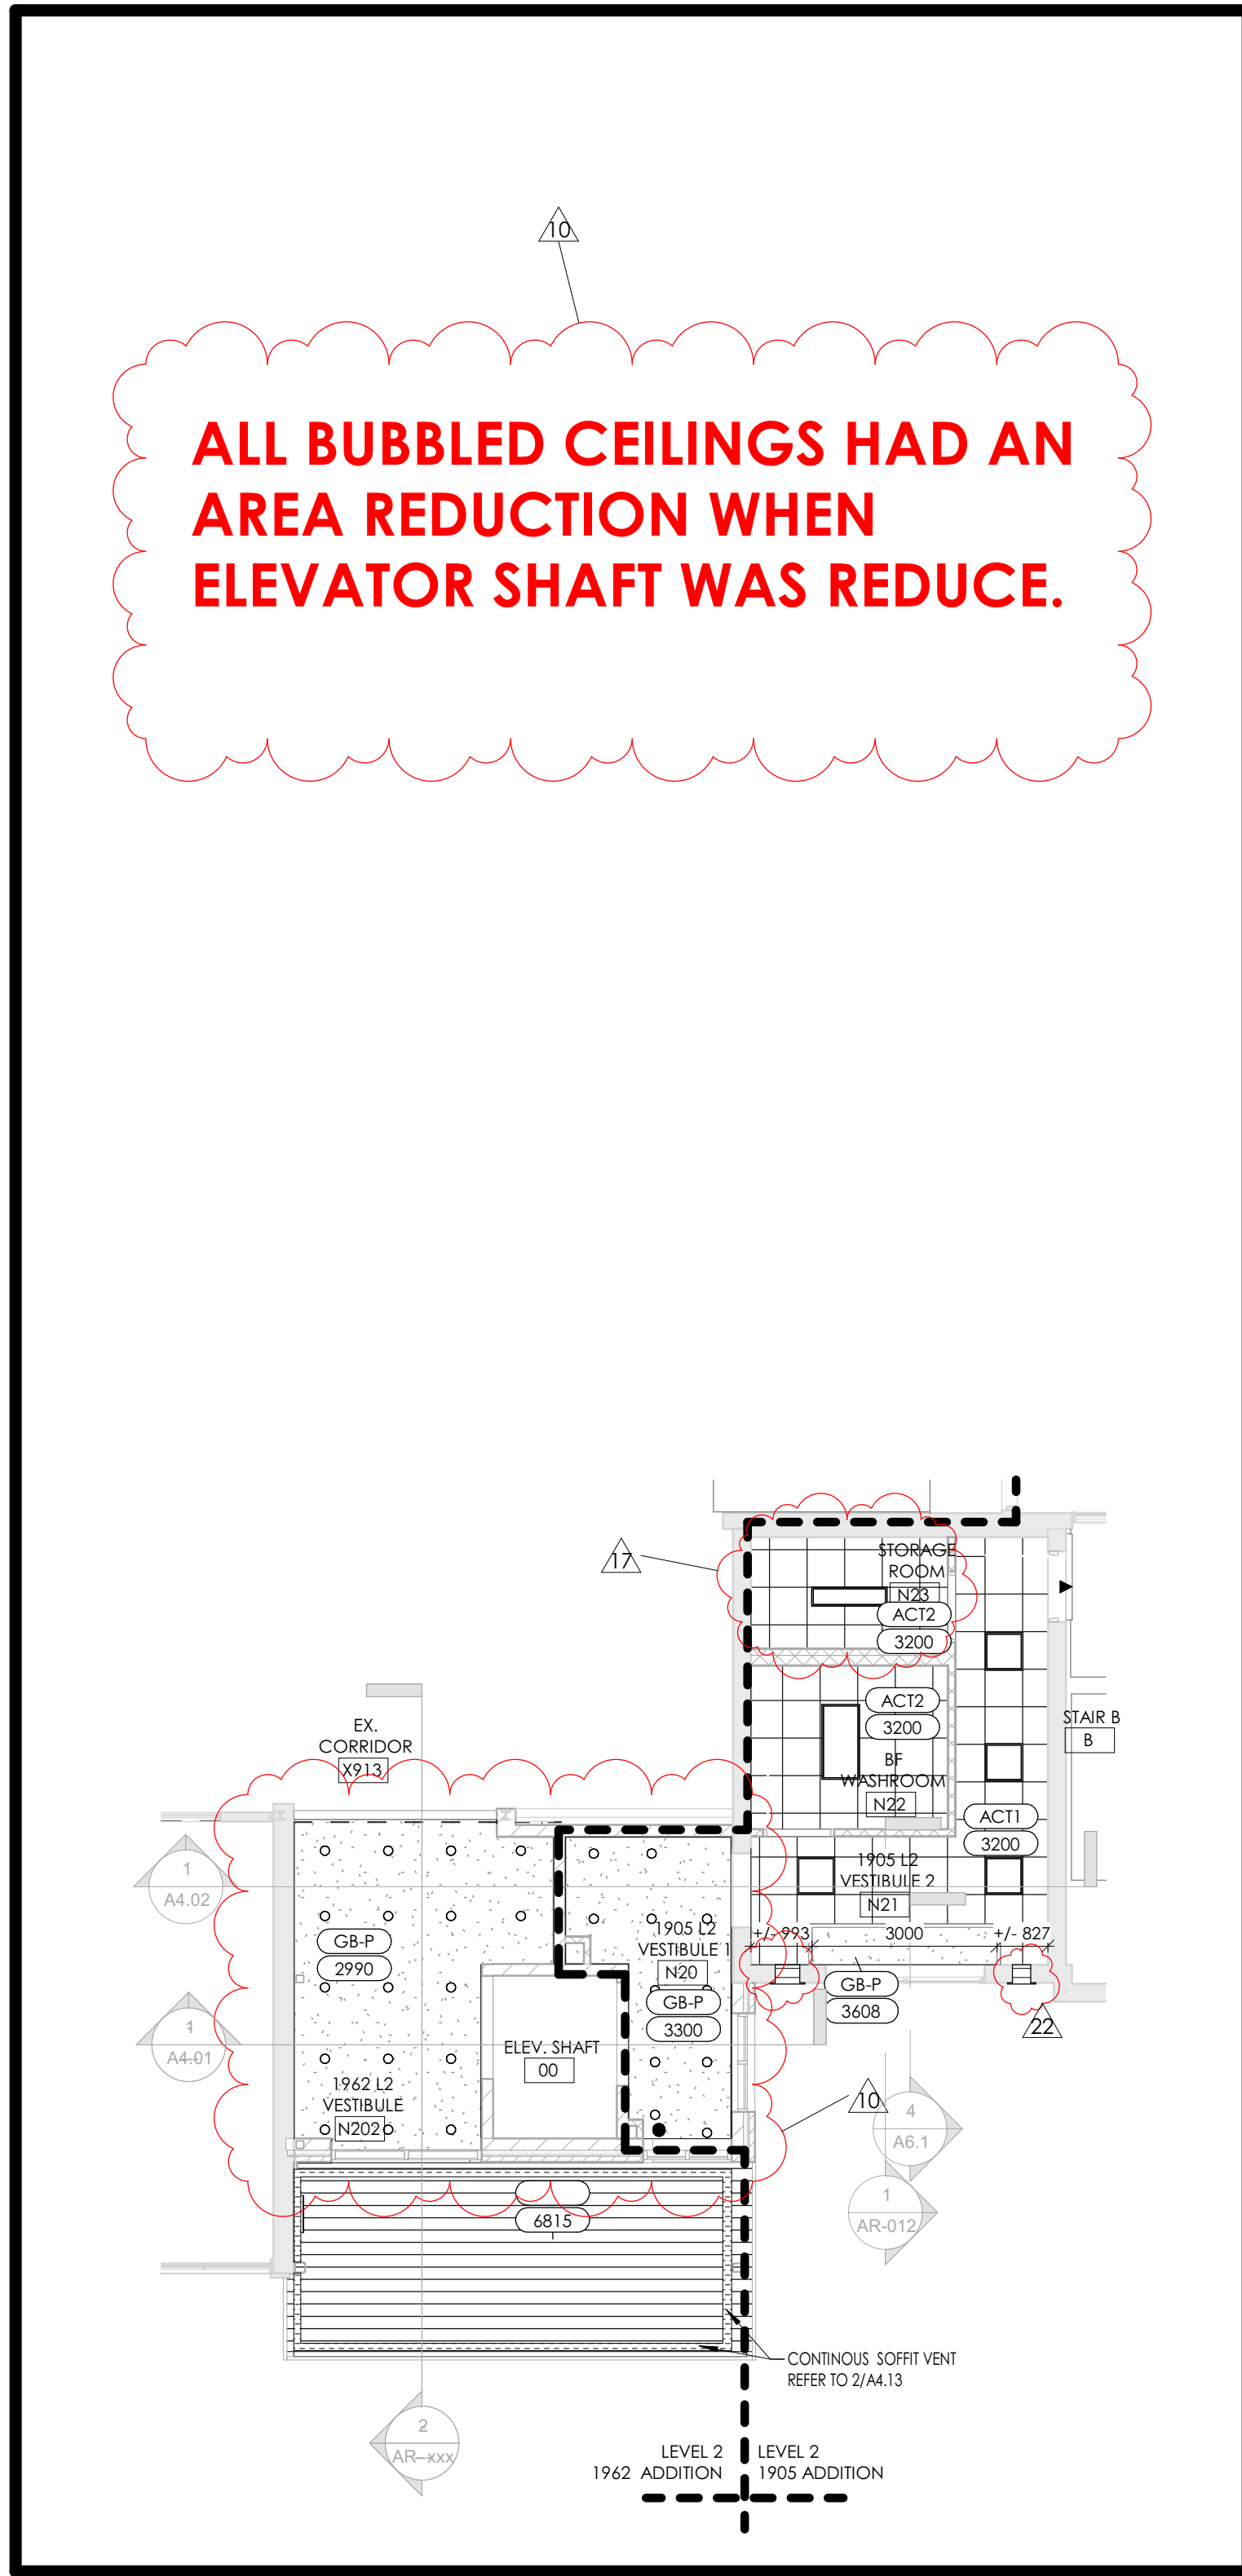 10
ALL BUBBLED CEILINGS HAD AN
AREA REDUCTION WHEN
ELEVATOR SHAFT WAS REDUCE.
17
STORAGE
ROOM
N23
ACT2
3200
ACT2
3200
BF
WASHROOM
N22
STAIR B
B
EX.
CORRIDOR
X913
ACT1
3200
1
A4.02
1905 L2
VESTIBULE 2
N21
+/- 993
3000
+/- 827
GB-P
2990
1905 L2
VESTIBULE 1
N20
GB-P
3300
GB-P
3608
22
1
A4.01
ELEV. SHAFT
00
1962 L2
VESTIBULE
N202
10
4
A6.1
1
AR-012
6815
CONTINOUS SOFFIT VENT
REFER TO 2/A4.13
2
AR--xxx
LEVEL 2
1962 ADDITION
LEVEL 2
1905 ADDITION